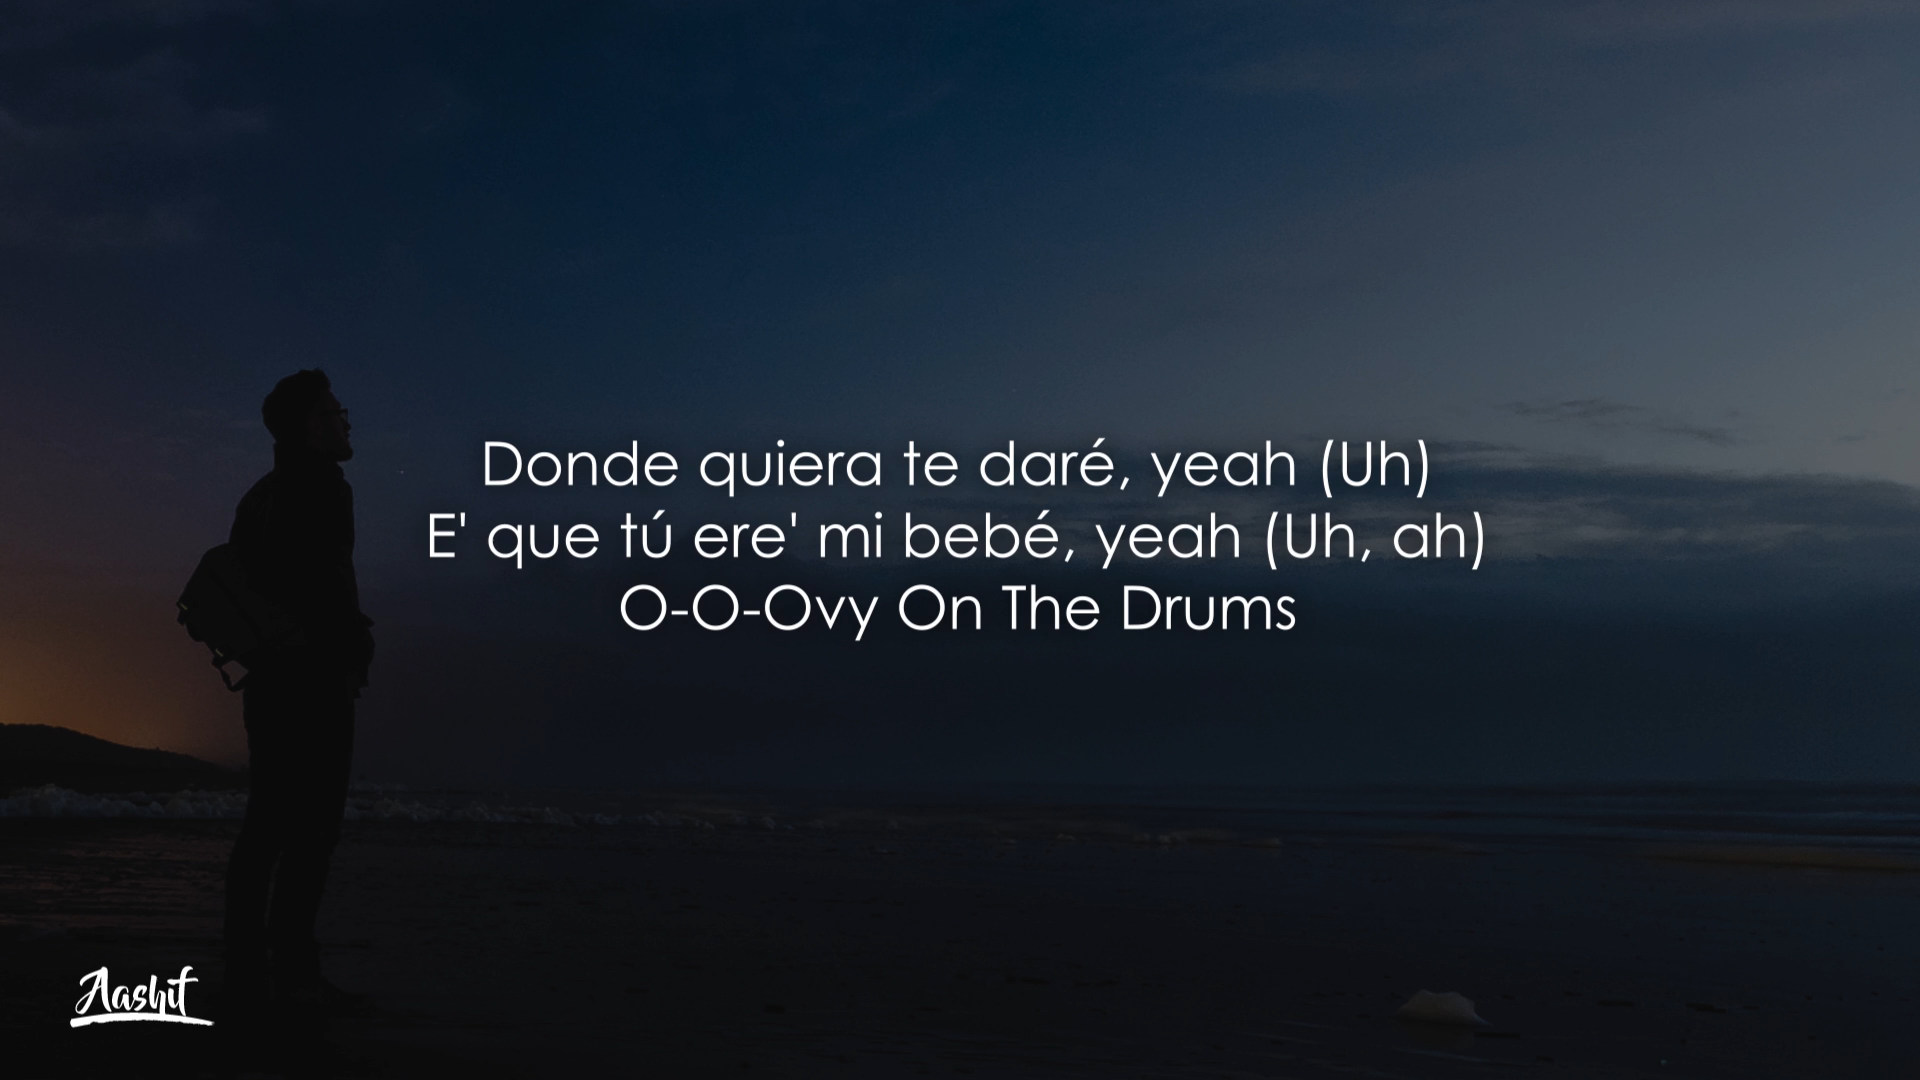 Donde quiera te daré, yeah (Uh)
E' que tú ere' mi bebé, yeah (Uh, ah)
O-O-Ovy On The Drums
Aashif